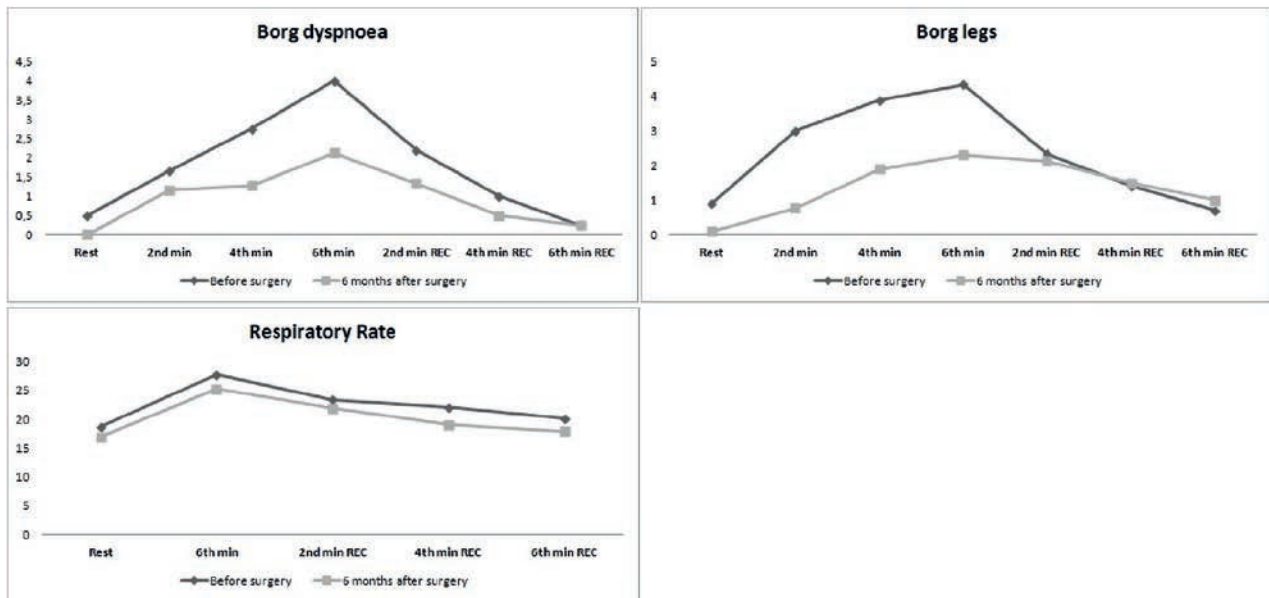 Borg dyspnoea
4,5
4
3,5
3
2,5
2
1,5
1
0,5
0
Rest 2nd min 4th min 6th min 2nd min REC 4th min REC 6th min REC
Before surgery 6 months after surgery
Borg legs
5
4
3
2
1
0
Rest 2nd min 4th min 6th min 2nd min REC 4th min REC 6th min REC
Before surgery 6 months after surgery
Respiratory Rate
30
25
20
15
10
5
0
Rest 6th min 2nd min REC 4th min REC 6th min REC
Before surgery 6 months after surgery